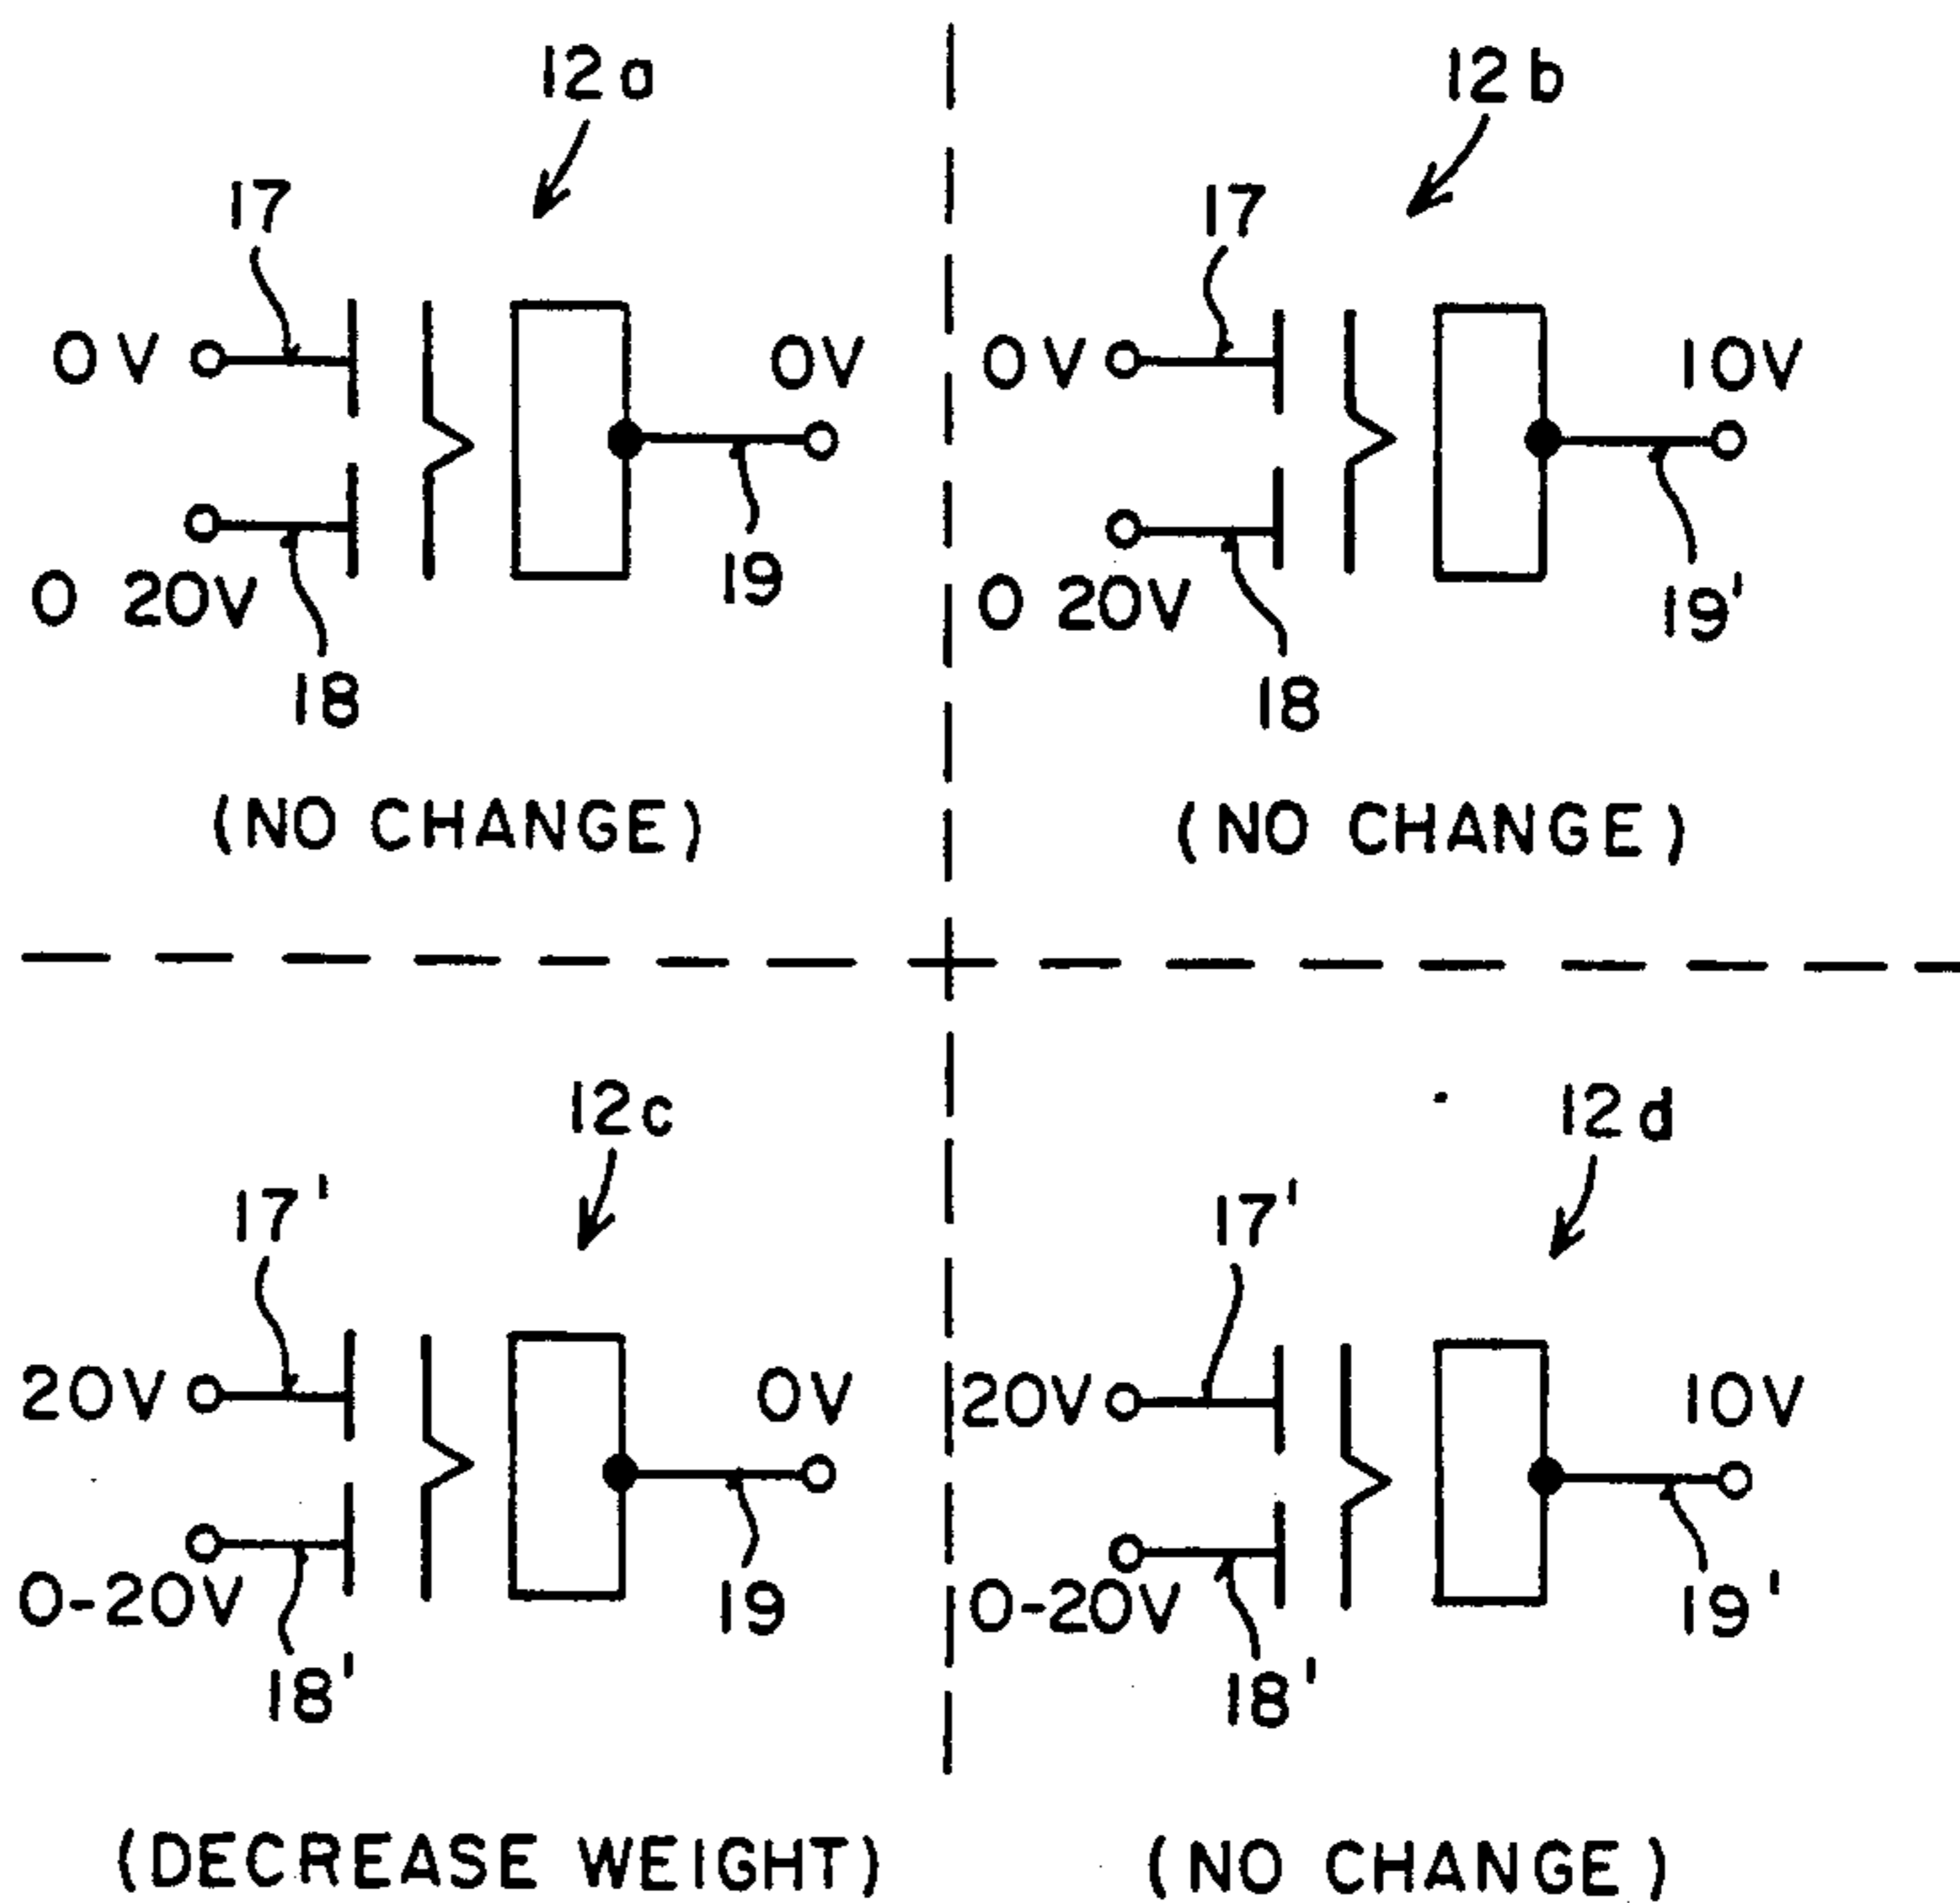 12a
17
0V
0V
0 20V
19
18
(NO CHANGE)
12b
17
0V
10V
0 20V
19'
18
(NO CHANGE)
12c
17'
20V
0V
0-20V
19
18'
(DECREASE WEIGHT)
12d
17'
20V
10V
0-20V
19'
18'
(NO CHANGE)